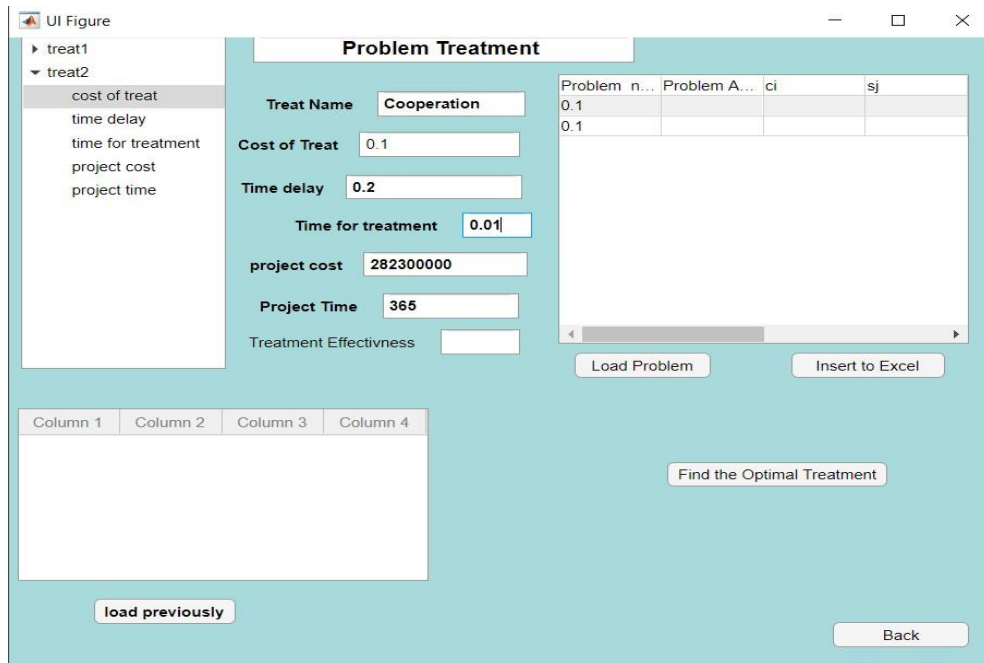 UI Figure
treat1
treat2
cost of treat
time delay
time for treatment
project cost
project time
Problem Treatment
Treat Name Cooperation
Cost of Treat 0.1
Time delay 0.2
Time for treatment 0.01
project cost 282300000
Project Time 365
Treatment Effectivness
Problem n... Problem A... ci sj
0.1
0.1
Load Problem Insert to Excel
Column 1 Column 2 Column 3 Column 4
Find the Optimal Treatment
load previously
Back